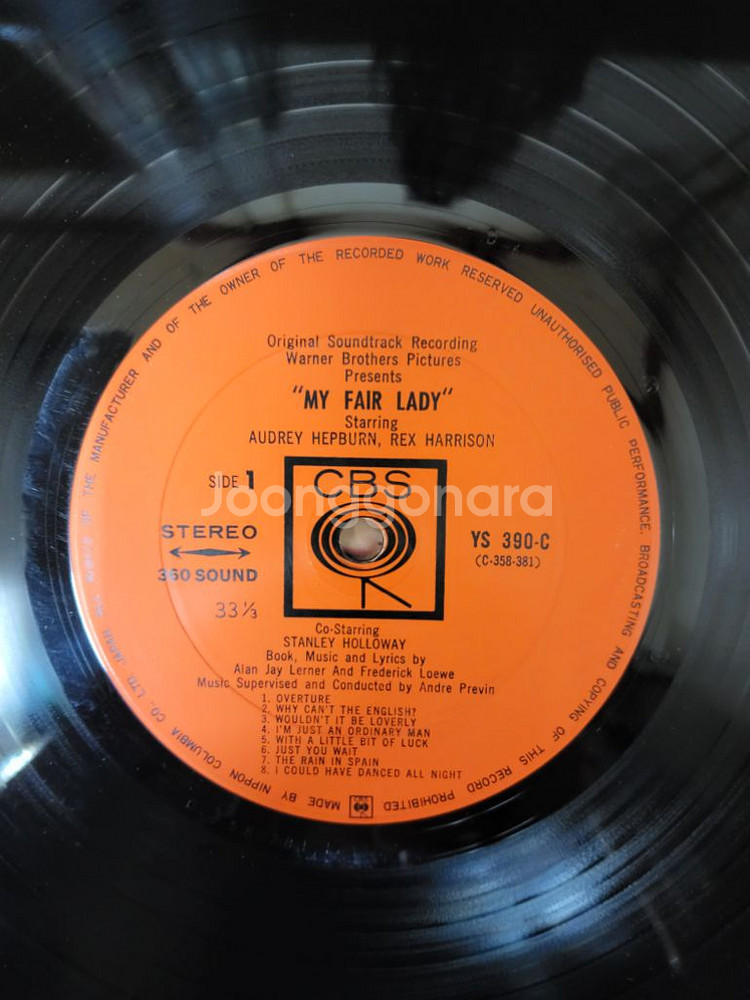 Original Soundtrack Recording
Warner Brothers Pictures
Presents
"MY FAIR LADY"
Starring
AUDREY HEPBURN, REX HARRISON
SIDE 1
CBS
Joonggonara
STEREO
360 SOUND
33⅓
YS 390-C
(C-358-381)
Co-Starring
STANLEY HOLLOWAY
Book, Music and Lyrics by
Alan Jay Lerner and Frederick Loewe
Music Supervised and Conducted by Andre Previn
1. OVERTURE
2. WHY CAN'T THE ENGLISH?
3. WOULDN'T IT BE LOVERLY
4. I'M JUST AN ORDINARY MAN
5. WITH A LITTLE BIT OF LUCK
6. JUST YOU WAIT
7. THE RAIN IN SPAIN
8. I COULD HAVE DANCED ALL NIGHT
MADE BY NIPPON COLUMBIA CO. LTD. JAPAN OF THE MANUFACTURER AND OF THE OWNER OF THE RECORDED WORK RESERVED UNAUTHORISED PUBLIC PERFORMANCE, BROADCASTING AND COPYING OF THIS RECORD PROHIBITED